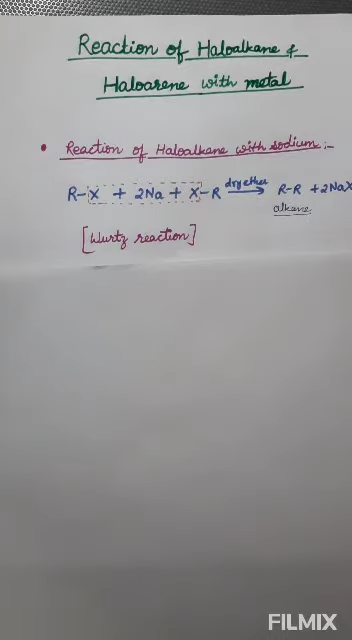 Reaction of Haloalkane &
Haloarene with metal
• Reaction of Haloalkane with sodium:-
R-X + 2Na + X-R dry ether → R-R + 2NaX
alkane
[Wurtz reaction]
FILMIX